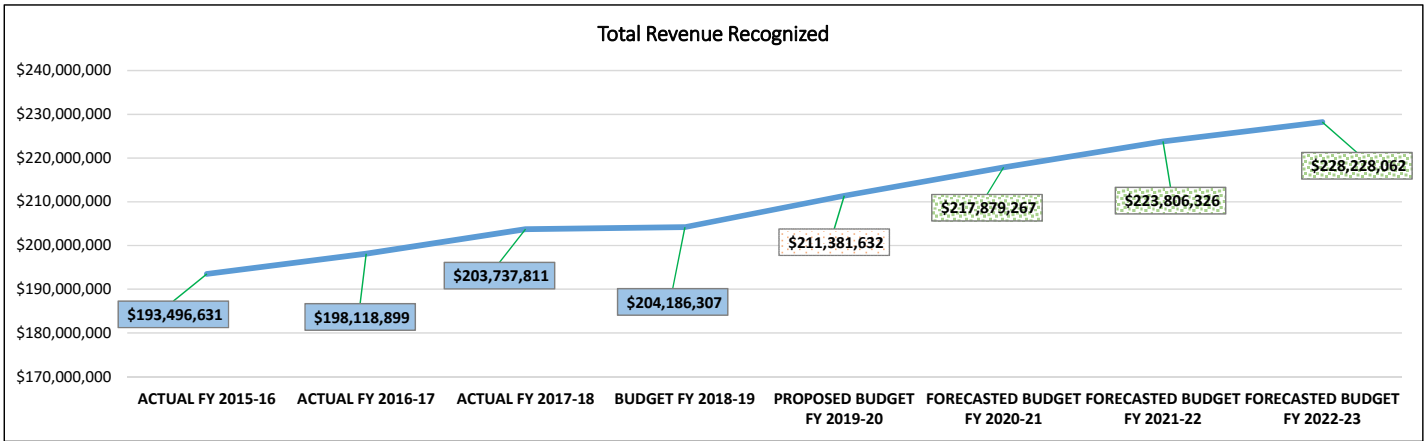 Total Revenue Recognized
$240,000,000
$230,000,000
$220,000,000
$210,000,000
$200,000,000
$190,000,000
$180,000,000
$170,000,000
$193,496,631
$198,118,899
$203,737,811
$204,186,307
$211,381,632
$217,879,267
$223,806,326
$228,228,062
ACTUAL FY 2015-16
ACTUAL FY 2016-17
ACTUAL FY 2017-18
BUDGET FY 2018-19
PROPOSED BUDGET
FY 2019-20
FORECASTED BUDGET
FY 2020-21
FORECASTED BUDGET
FY 2021-22
FORECASTED BUDGET
FY 2022-23